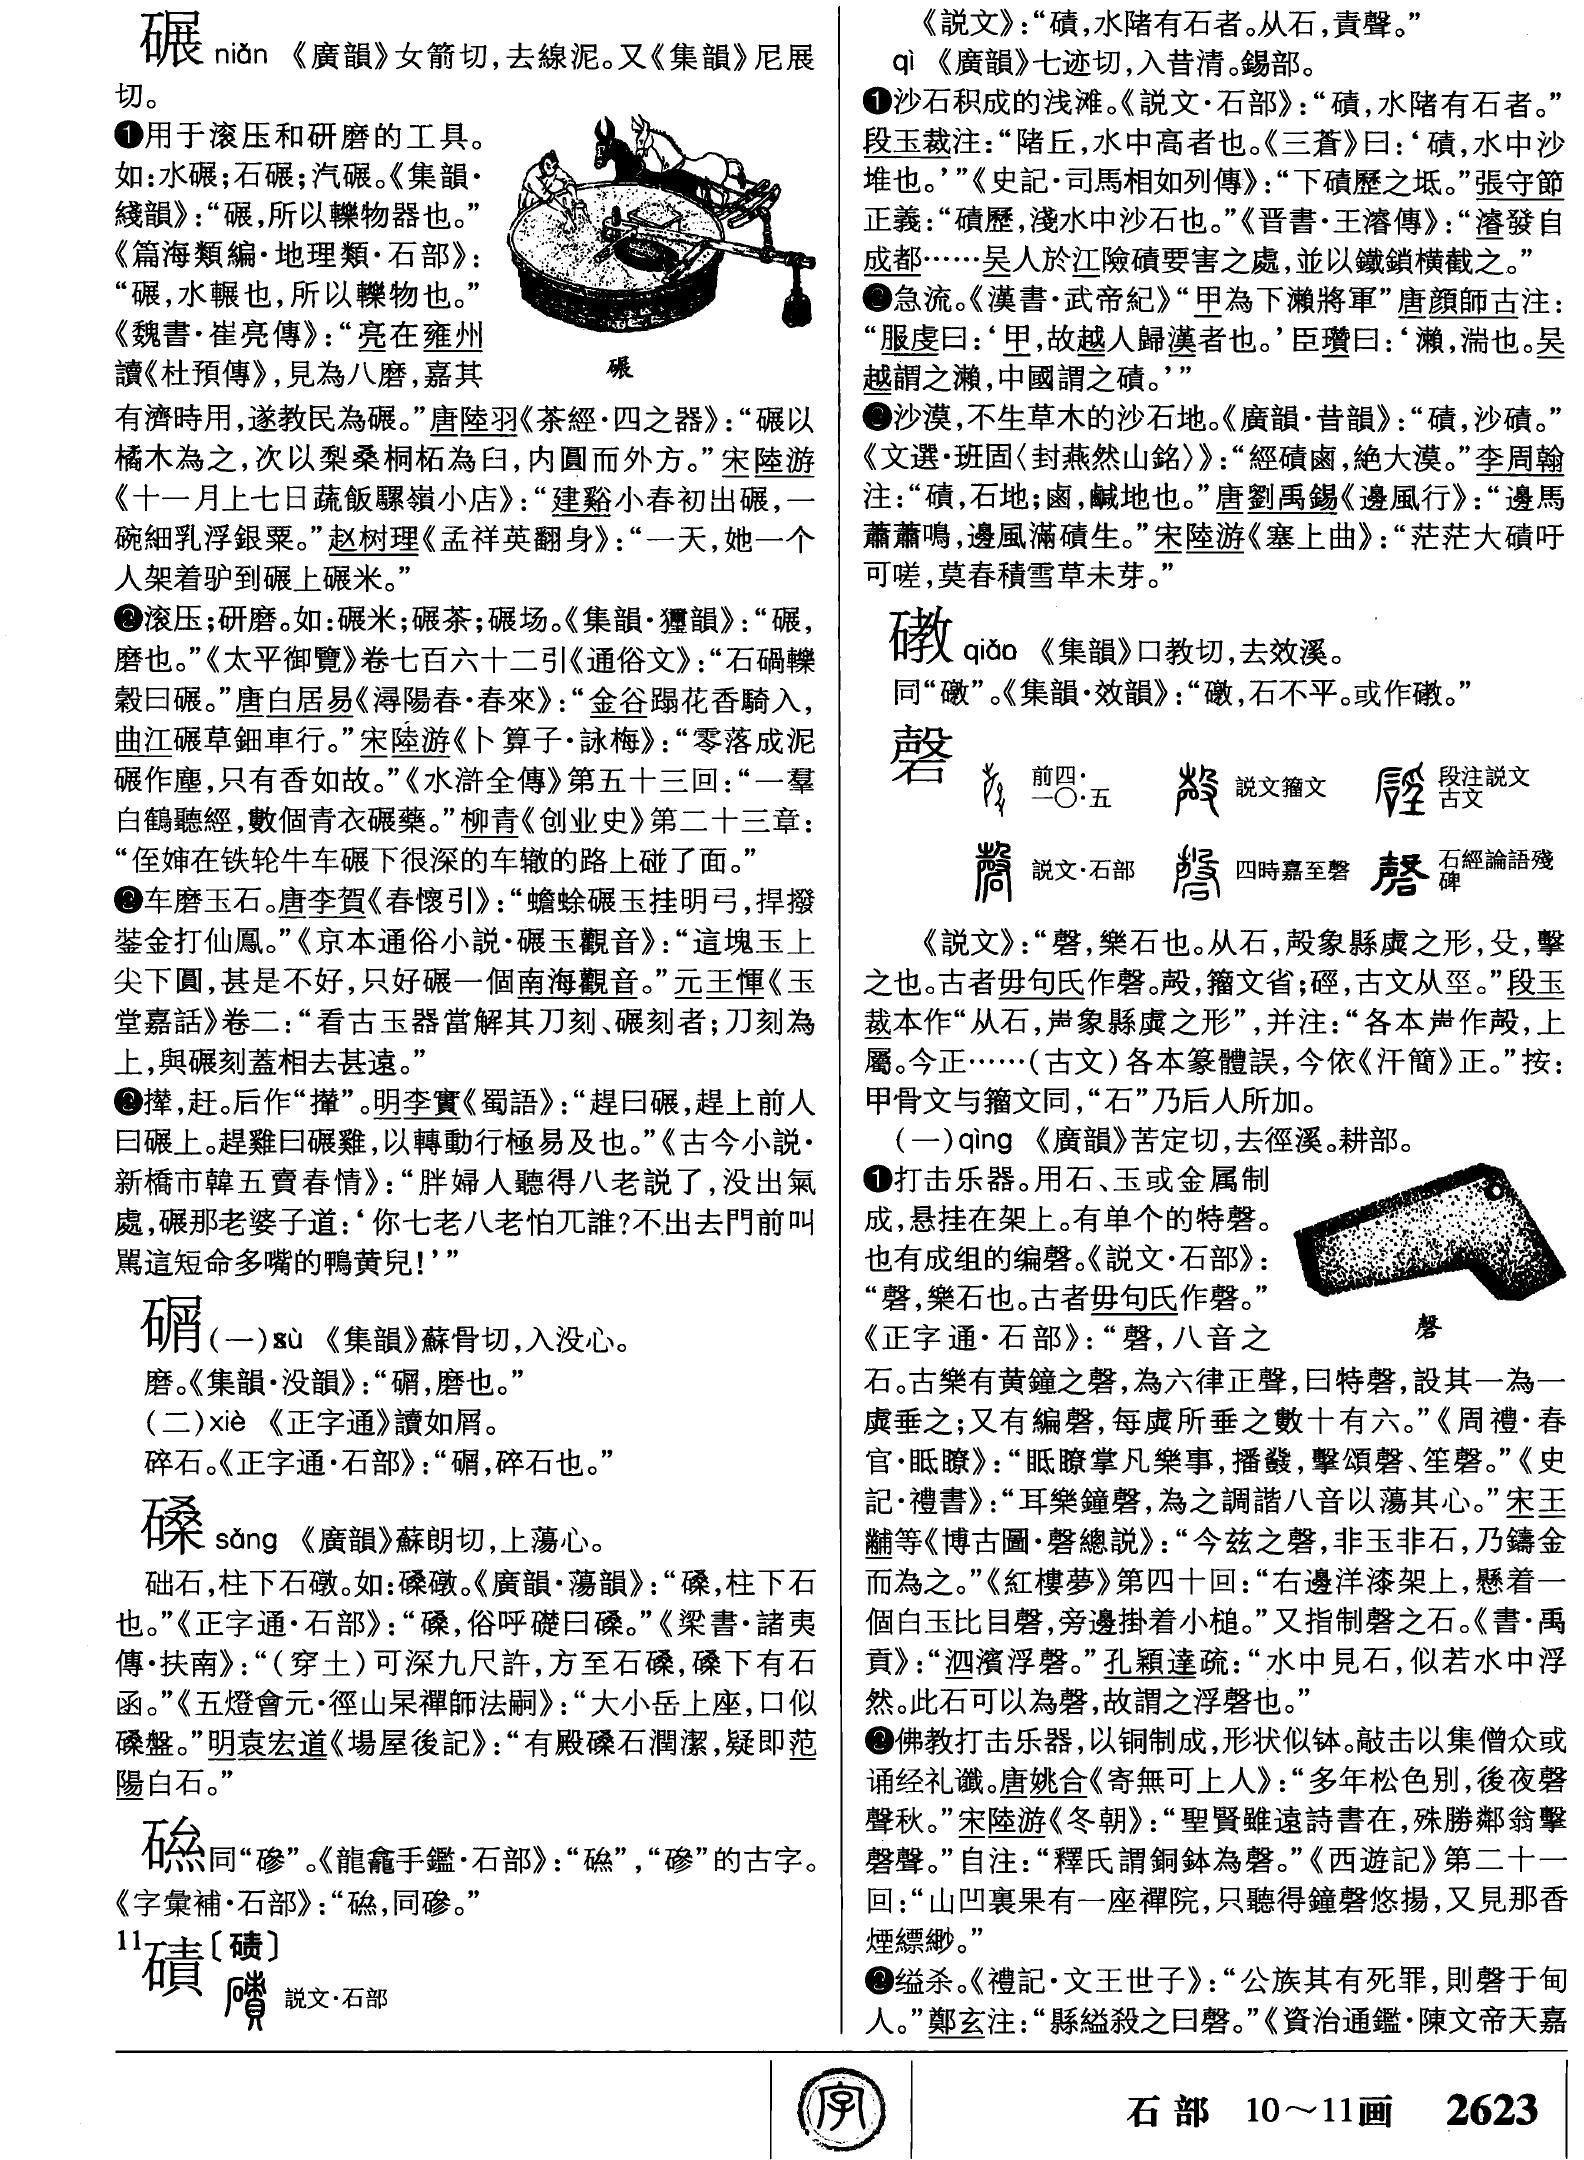 碾 niǎn 《廣韻》女箭切，去線泥。又《集韻》尼展
切。
❶用于滚压和研磨的工具。
如：水碾；石碾；汽碾。《集韻·
綫韻》：“碾，所以轢物器也。”
《篇海類編·地理類·石部》：
“碾，水輾也，所以轢物也。”
《魏書·崔亮傳》：“亮在雍州
讀《杜預傳》，見為八磨，嘉其
碾
有濟時用，遂教民為碾。”唐陸羽《茶經·四之器》：“碾以
橘木為之，次以梨桑桐柘為臼，内圓而外方。”宋陸游
《十一月上七日蔬飯騾嶺小店》：“建谿小春初出碾，一
碗細乳浮銀粟。”赵树理《孟祥英翻身》：“一天，她一个
人架着驴到碾上碾米。”
❷滚压；研磨。如：碾米；碾茶；碾场。《集韻·𤣗韻》：“碾，
磨也。”《太平御覽》卷七百六十二引《通俗文》：“石碢轢
榖曰碾。”唐白居易《潯陽春·春來》：“金谷蹋花香騎入，
曲江碾草鈿車行。”宋陸游《卜算子·詠梅》：“零落成泥
碾作塵，只有香如故。”《水滸全傳》第五十三回：“一羣
白鶴聽經，數個青衣碾藥。”柳青《创业史》第二十三章：
“侄婶在铁轮牛车碾下很深的车辙的路上碰了面。”
❷车磨玉石。唐李賀《春懷引》：“蟾蜍碾玉挂明弓，捍撥
鏨金打仙鳳。”《京本通俗小説·碾玉觀音》：“這塊玉上
尖下圓，甚是不好，只好碾一個南海觀音。”元王惲《玉
堂嘉話》卷二：“看古玉器當解其刀刻、碾刻者；刀刻為
上，與碾刻蓋相去甚遠。”
❷撵，赶。后作“攆”。明李實《蜀語》：“趕曰碾，趕上前人
曰碾上。趕雞曰碾雞，以轉動行極易及也。”《古今小説·
新橋市韓五賣春情》：“胖婦人聽得八老説了，没出氣
處，碾那老婆子道：‘你七老八老怕兀誰？不出去門前叫
駡這短命多嘴的鴨黄兒！’”
碿 (一)sù 《集韻》蘇骨切，入没心。
磨。《集韻·没韻》：“碿，磨也。”
(二)xiè 《正字通》讀如屑。
碎石。《正字通·石部》：“碿，碎石也。”
磉 sǎng 《廣韻》蘇朗切，上蕩心。
础石，柱下石礅。如：磉礅。《廣韻·蕩韻》：“磉，柱下石
也。”《正字通·石部》：“磉，俗呼礎曰磉。”《梁書·諸夷
傳·扶南》：“(穿土)可深九尺許，方至石磉，磉下有石
函。”《五燈會元·徑山杲禪師法嗣》：“大小岳上座，口似
磉盤。”明袁宏道《場屋後記》：“有殿磉石潤潔，疑即范
陽白石。”
同“磣”。《龍龕手鑑·石部》：“”，“磣”的古字。
《字彙補·石部》：“，同磣。”
11 磧〔碛〕
説文·石部
《説文》：“磧，水陼有石者。从石，責聲。”
qì 《廣韻》七迹切，入昔清。錫部。
❶沙石积成的浅滩。《説文·石部》：“磧，水陼有石者。”
段玉裁注：“陼丘，水中高者也。《三蒼》曰：‘磧，水中沙
堆也。’”《史記·司馬相如列傳》：“下磧歷之坻。”張守節
正義：“磧歷，淺水中沙石也。”《晋書·王濬傳》：“濬發自
成都……吴人於江險磧要害之處，並以鐵鎖横截之。”
❷急流。《漢書·武帝紀》“甲為下瀨將軍”唐顔師古注：
“服虔曰：‘甲，故越人歸漢者也。’臣瓚曰：‘瀨，湍也。吴
越謂之瀨，中國謂之磧。’”
❷沙漠，不生草木的沙石地。《廣韻·昔韻》：“磧，沙磧。”
《文選·班固〈封燕然山銘〉》：“經磧鹵，絶大漠。”李周翰
注：“磧，石地；鹵，鹹地也。”唐劉禹錫《邊風行》：“邊馬
蕭蕭鳴，邊風滿磧生。”宋陸游《塞上曲》：“茫茫大磧吁
可嗟，莫春積雪草未芽。”
qiǎo 《集韻》口教切，去效溪。
同“礉”。《集韻·效韻》：“礉，石不平。或作。”
磬
前四·
一〇·五
説文籀文
段注説文
古文
説文·石部
四時嘉至磬
石經論語殘
碑
《説文》：“磬，樂石也。从石，殸象縣虡之形，殳，擊
之也。古者毋句氏作磬。殸，籀文省；硜，古文从巠。”段玉
裁本作“从石，声象縣虡之形”，并注：“各本声作殸，上
屬。今正……(古文)各本篆體誤，今依《汗簡》正。”按：
甲骨文与籀文同，“石”乃后人所加。
(一)qìng 《廣韻》苦定切，去徑溪。耕部。
❶打击乐器。用石、玉或金属制
成，悬挂在架上。有单个的特磬。
也有成组的编磬。《説文·石部》：
“磬，樂石也。古者毋句氏作磬。”
《正字通·石部》：“磬，八音之
磬
石。古樂有黄鐘之磬，為六律正聲，曰特磬，設其一為一
虡垂之；又有編磬，每虡所垂之數十有六。”《周禮·春
官·眡瞭》：“眡瞭掌凡樂事，播鼗，擊頌磬、笙磬。”《史
記·禮書》：“耳樂鐘磬，為之調諧八音以蕩其心。”宋王
黼等《博古圖·磬總説》：“今兹之磬，非玉非石，乃鑄金
而為之。”《紅樓夢》第四十回：“右邊洋漆架上，懸着一
個白玉比目磬，旁邊掛着小槌。”又指制磬之石。《書·禹
貢》：“泗濱浮磬。”孔穎達疏：“水中見石，似若水中浮
然。此石可以為磬，故謂之浮磬也。”
❷佛教打击乐器，以铜制成，形状似钵。敲击以集僧众或
诵经礼谶。唐姚合《寄無可上人》：“多年松色别，後夜磬
聲秋。”宋陸游《冬朝》：“聖賢雖遠詩書在，殊勝鄰翁擊
磬聲。”自注：“釋氏謂銅鉢為磬。”《西遊記》第二十一
回：“山凹裏果有一座禪院，只聽得鐘磬悠揚，又見那香
煙縹緲。”
❷缢杀。《禮記·文王世子》：“公族其有死罪，則磬于甸
人。”鄭玄注：“縣縊殺之曰磬。”《資治通鑑·陳文帝天嘉
字
石部 10～11画 2623